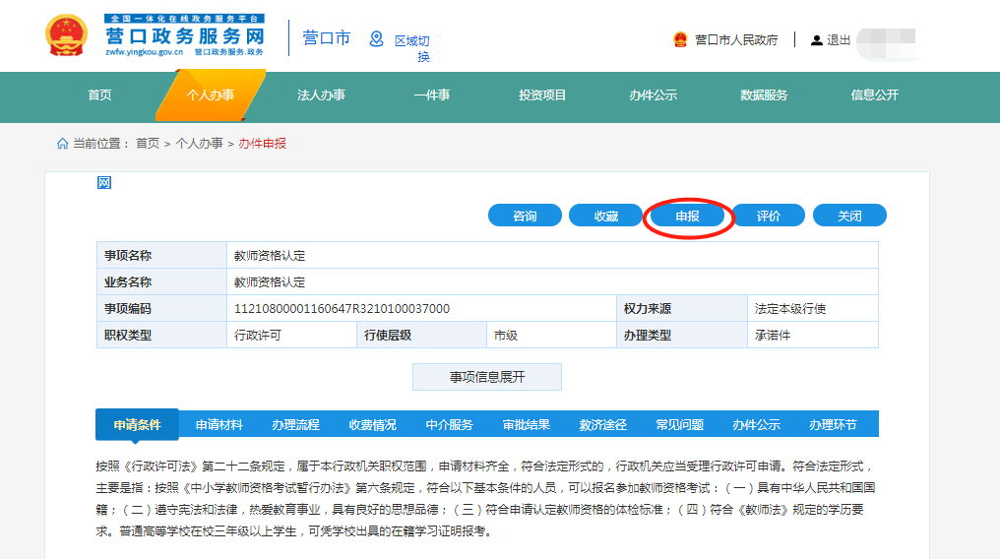 全国一体化在线政务服务平台
营口政务服务网
zwfw.yingkou.gov.cn 营口政务服务.政务
营口市
区域切换
营口市人民政府
退出
首页 个人办事 法人办事 一件事 投资项目 办件公示 数据服务 信息公开
当前位置： 首页 > 个人办事 > 办件申报
网
咨询 收藏 申报 评价 关闭
事项名称 教师资格认定
业务名称 教师资格认定
事项编码 11210800001160647R3210100037000 权力来源 法定本级行使
职权类型 行政许可 行使层级 市级 办理类型 承诺件
事项信息展开
申请条件 申请材料 办理流程 收费情况 中介服务 审批结果 救济途径 常见问题 办件公示 办理环节
按照《行政许可法》第二十二条规定，属于本行政机关职权范围，申请材料齐全，符合法定形式的，行政机关应当受理行政许可申请。符合法定形式，
主要是指：按照《中小学教师资格考试暂行办法》第六条规定，符合以下基本条件的人员，可以报名参加教师资格考试：（一）具有中华人民共和国国
籍；（二）遵守宪法和法律，热爱教育事业，具有良好的思想品德；（三）符合申请认定教师资格的体检标准；（四）符合《教师法》规定的学历要
求。普通高等学校在校三年级以上学生，可凭学校出具的在籍学习证明报考。